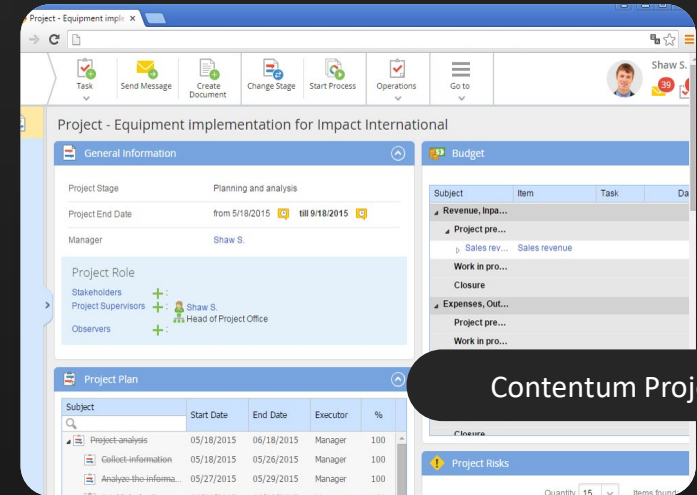 Project - Equipment imple
Shaw S.
39
Task
Send Message
Create
Document
Change Stage
Start Process
Operations
Go to
Project - Equipment implementation for Impact International
General Information
Project Stage
Planning and analysis
Project End Date
from 5/18/2015 till 9/18/2015
Manager
Shaw S.
Project Role
Stakeholders
Project Supervisors : Shaw S.
Head of Project Office
Observers :
Project Plan
Subject
Start Date
End Date
Executor
%
Project analysis 05/18/2015 06/18/2015 Manager 100
Collect information 05/18/2015 05/26/2015 Manager 100
Analyze the informa... 05/27/2015 05/29/2015 Manager 100
Budget
Subject Item Task
Revenue, Inpa...
Project pre...
Sales rev... Sales revenue
Work in pro...
Closure
Expenses, Out...
Project pre...
Work in pro...
Contentum Proj
Closure
Project Risks
Quantity 15 Items found